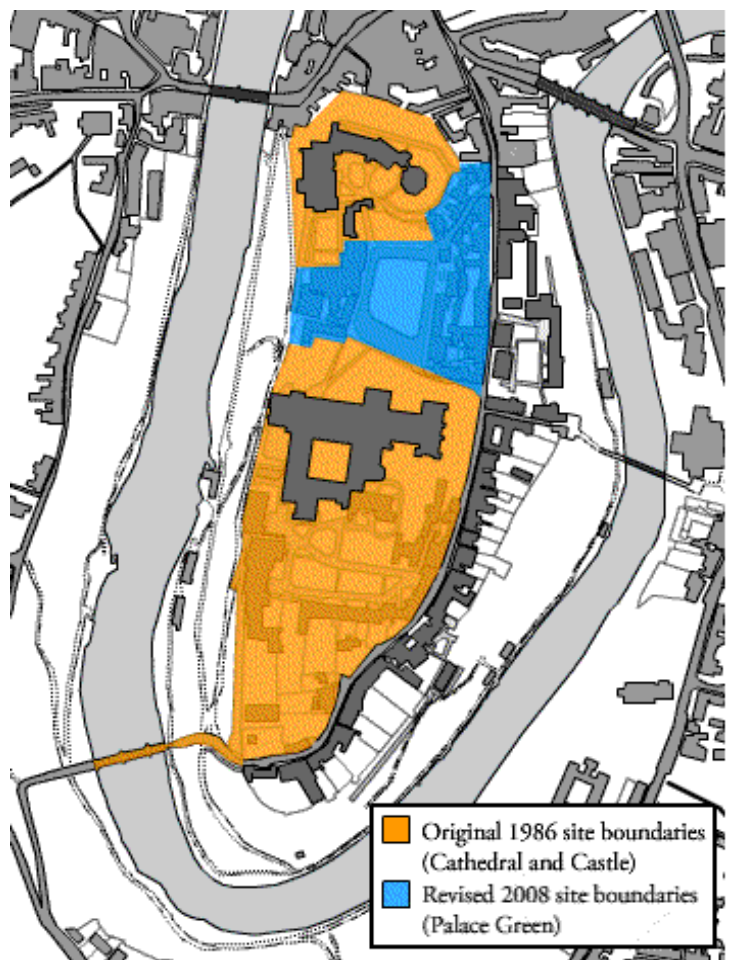 Original 1986 site boundaries
(Cathedral and Castle)
Revised 2008 site boundaries
(Palace Green)